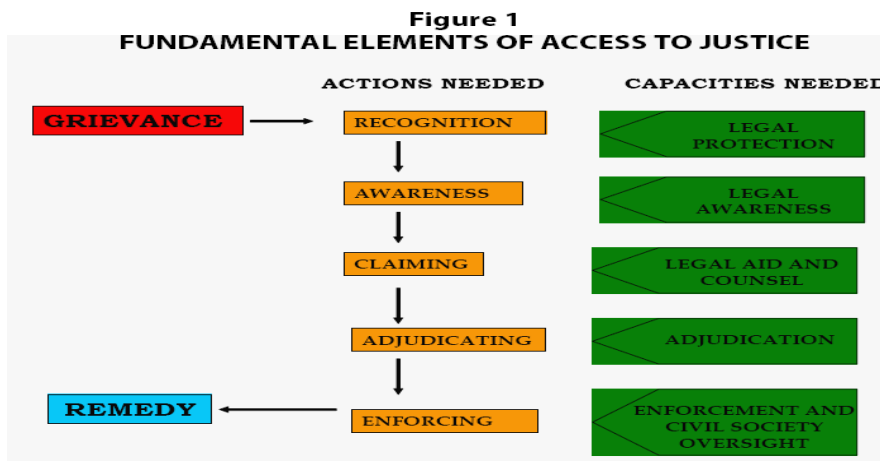 Figure 1
FUNDAMENTAL ELEMENTS OF ACCESS TO JUSTICE
ACTIONS NEEDED
CAPACITIES NEEDED
GRIEVANCE
RECOGNITION
LEGAL
PROTECTION
AWARENESS
LEGAL
AWARENESS
CLAIMING
LEGAL AID AND
COUNSEL
ADJUDICATING
ADJUDICATION
REMEDY
ENFORCING
ENFORCEMENT AND
CIVIL SOCIETY
OVERSIGHT